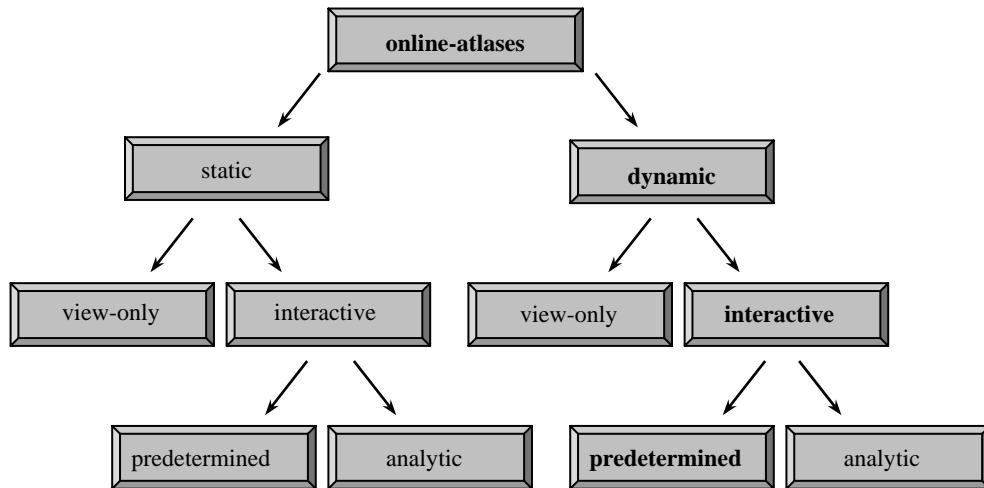 online-atlases
static
dynamic
view-only
interactive
view-only
interactive
predetermined
analytic
predetermined
analytic